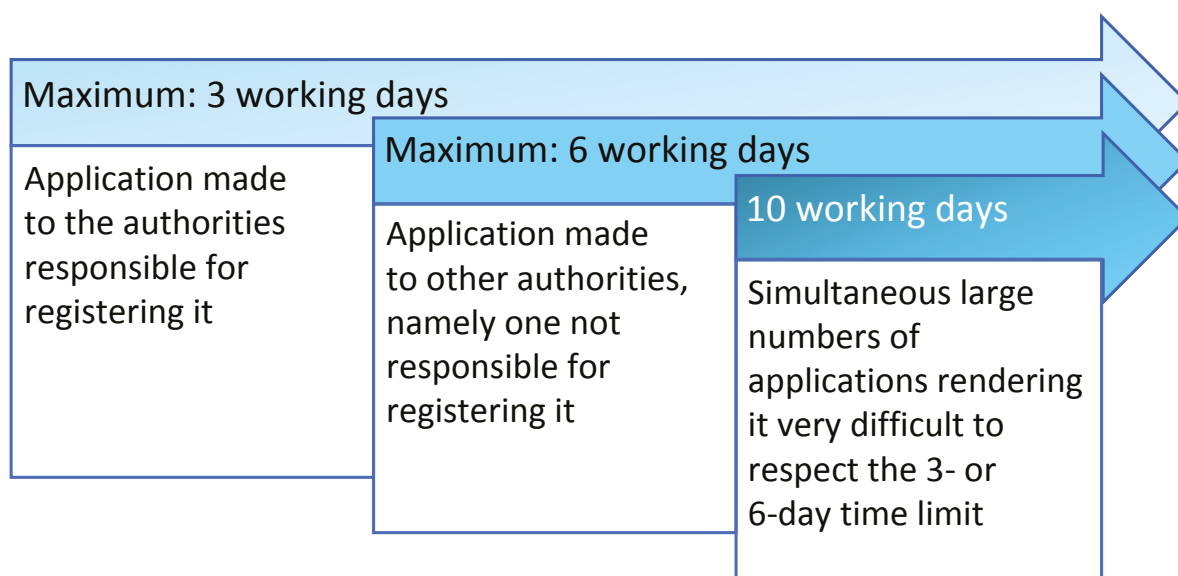 Maximum: 3 working days
Application made
to the authorities
responsible for
registering it
Maximum: 6 working days
Application made
to other authorities,
namely one not
responsible for
registering it
10 working days
Simultaneous large
numbers of
applications rendering
it very difficult to
respect the 3- or
6-day time limit